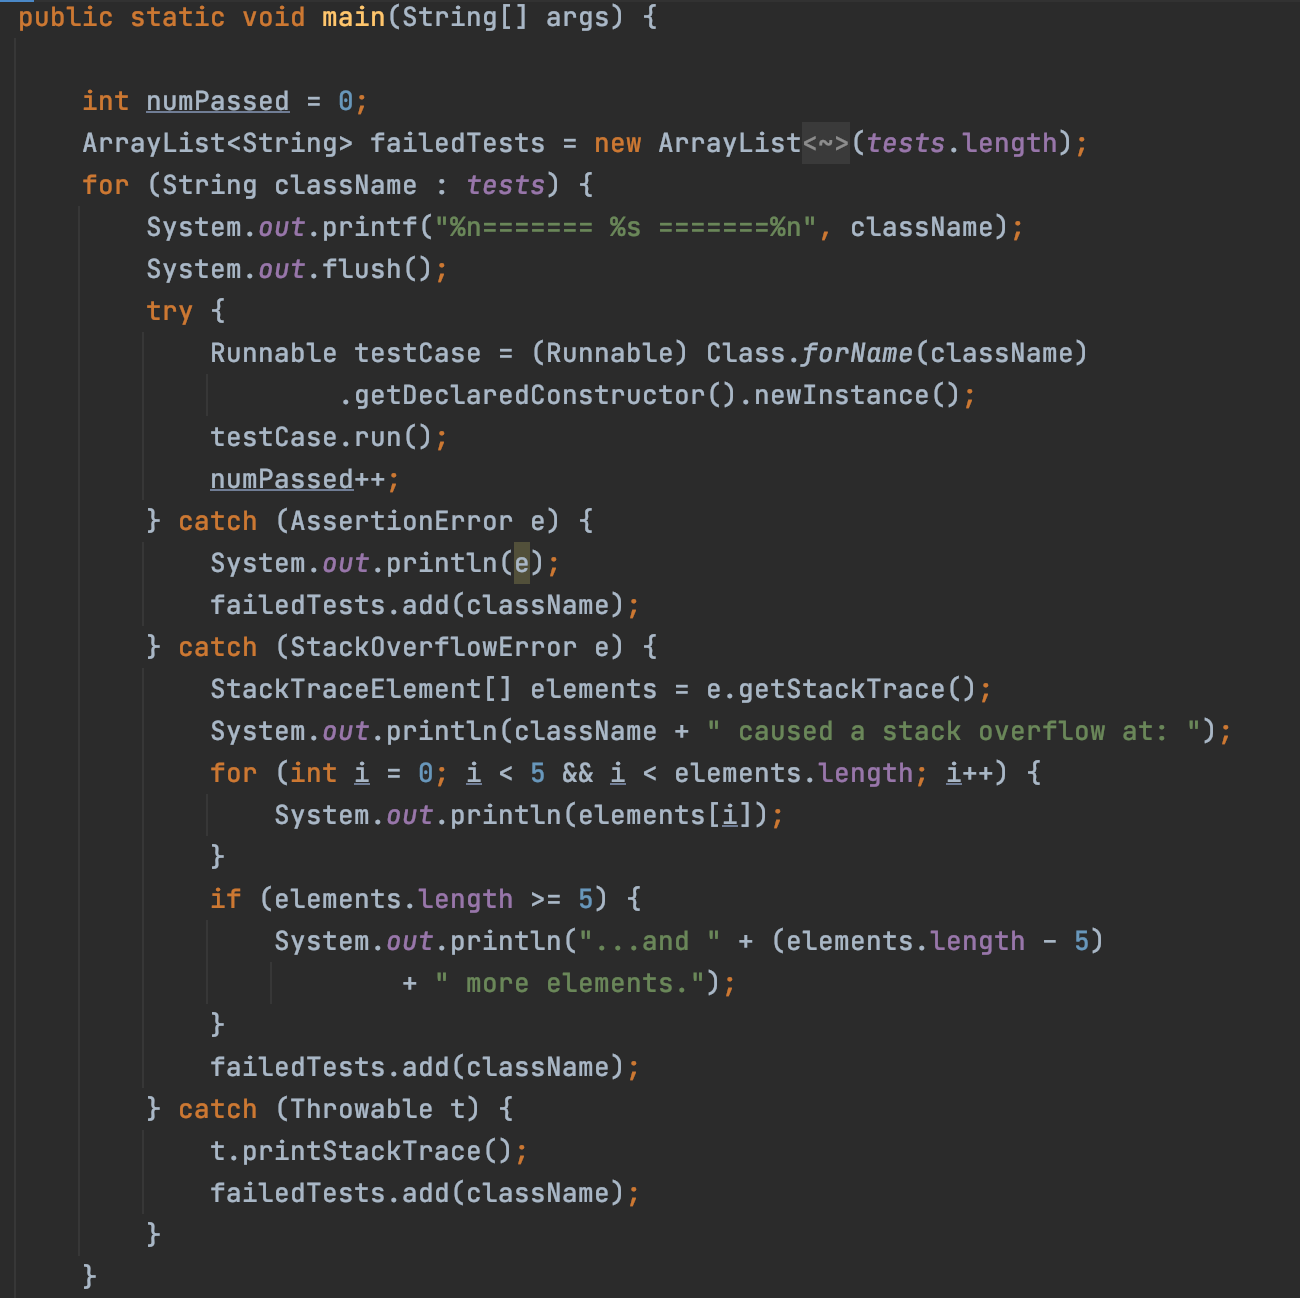 public static void main(String[] args) {
int numPassed = 0;
ArrayList<String> failedTests = new ArrayList<~>(tests.length);
for (String className : tests) {
System.out.printf("%n======= %s =======%n", className);
System.out.flush();
try {
Runnable testCase = (Runnable) Class.forName(className)
.getDeclaredConstructor().newInstance();
testCase.run();
numPassed++;
} catch (AssertionError e) {
System.out.println(e);
failedTests.add(className);
} catch (StackOverflowError e) {
StackTraceElement[] elements = e.getStackTrace();
System.out.println(className + " caused a stack overflow at: ");
for (int i = 0; i < 5 && i < elements.length; i++) {
System.out.println(elements[i]);
}
if (elements.length >= 5) {
System.out.println("...and " + (elements.length - 5)
+ " more elements.");
}
failedTests.add(className);
} catch (Throwable t) {
t.printStackTrace();
failedTests.add(className);
}
}